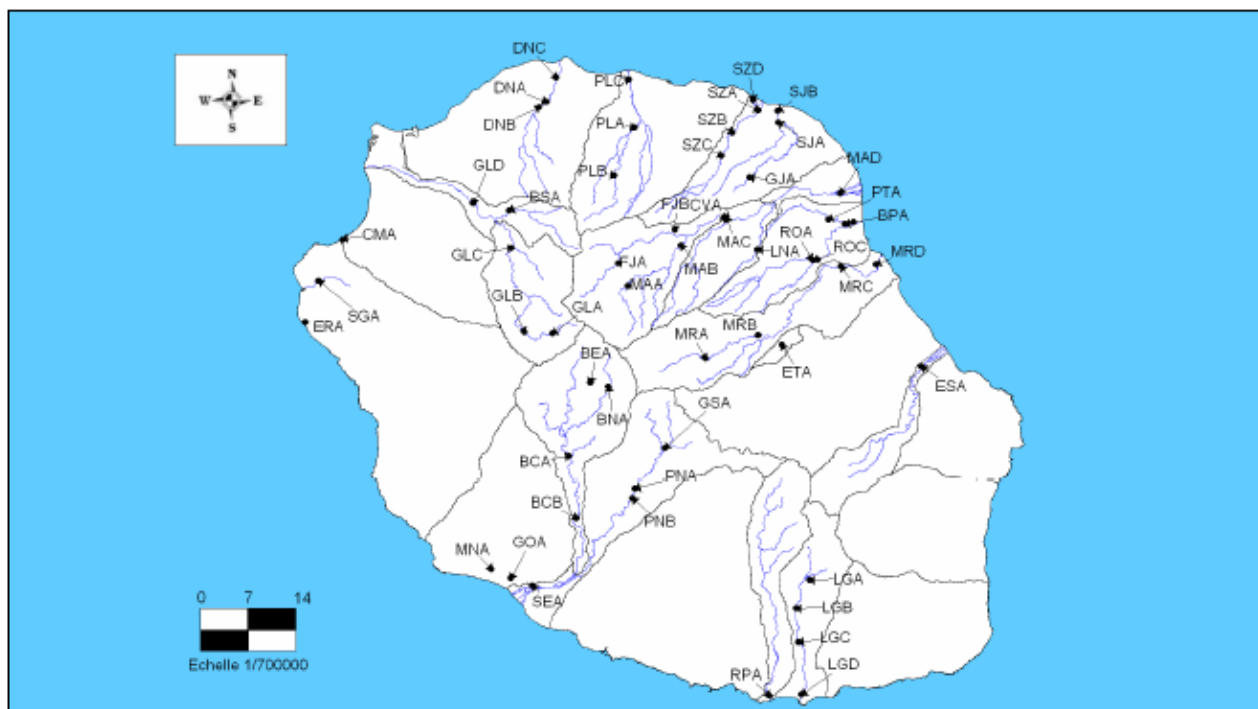 DNC
PLC
SZD
N
W E
S
DNA
SZA
SJB
DNB
PLA
SZB
SJA
SZC
MAD
GLD
PLB
GJA
PTA
BSA
FJB
CVA
BPA
CMA
GLC
MAC
ROA
ROC
MRD
FJA
MAB
LNA
MAA
MRC
GLB
GLA
SGA
ERA
MRA
MRB
BEA
ETA
ESA
BNA
GSA
BCA
PNA
BCB
PNB
MNA
GOA
LGA
0 7 14
SEA
LGB
LGC
Echelle 1/700000
RPA
LGD